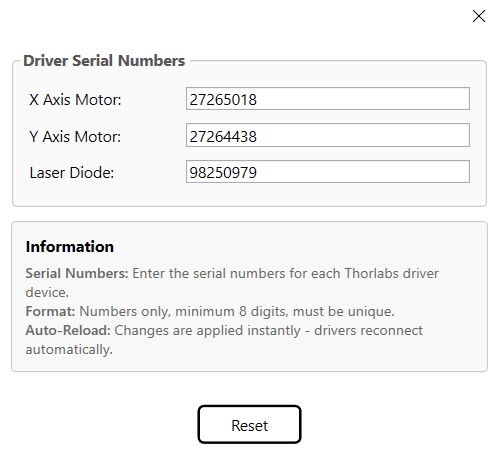 Driver Serial Numbers
X Axis Motor: 27265018
Y Axis Motor: 27264438
Laser Diode: 98250979
Information
Serial Numbers: Enter the serial numbers for each Thorlabs driver
device.
Format: Numbers only, minimum 8 digits, must be unique.
Auto-Reload: Changes are applied instantly - drivers reconnect
automatically.
Reset